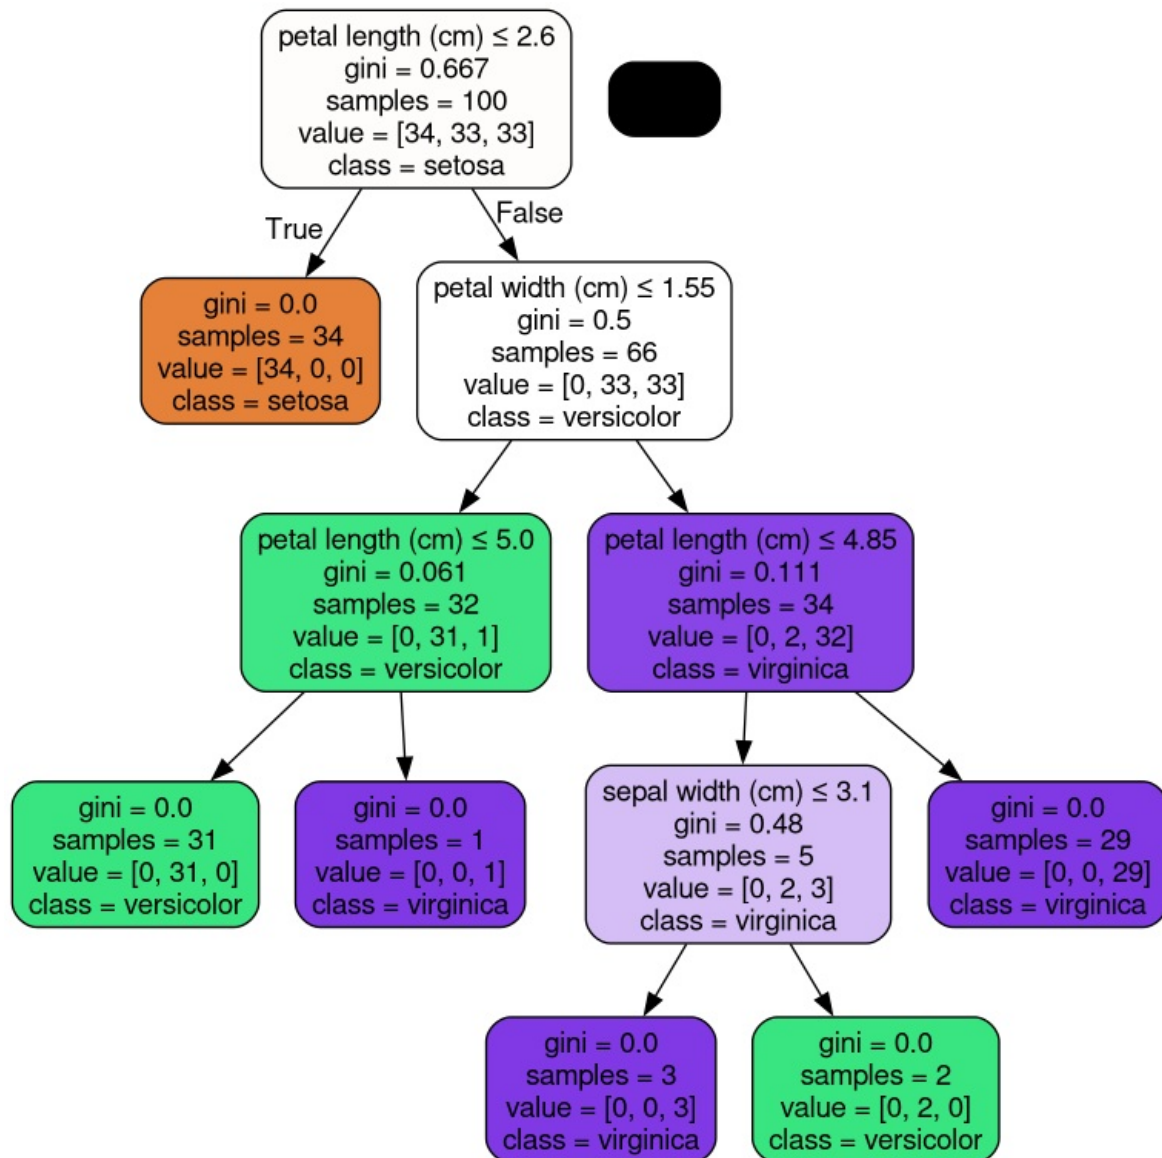 petal length (cm) ≤ 2.6
gini = 0.667
samples = 100
value = [34, 33, 33]
class = setosa
True
False
gini = 0.0
samples = 34
value = [34, 0, 0]
class = setosa
petal width (cm) ≤ 1.55
gini = 0.5
samples = 66
value = [0, 33, 33]
class = versicolor
petal length (cm) ≤ 5.0
gini = 0.061
samples = 32
value = [0, 31, 1]
class = versicolor
petal length (cm) ≤ 4.85
gini = 0.111
samples = 34
value = [0, 2, 32]
class = virginica
gini = 0.0
samples = 31
value = [0, 31, 0]
class = versicolor
gini = 0.0
samples = 1
value = [0, 0, 1]
class = virginica
sepal width (cm) ≤ 3.1
gini = 0.48
samples = 5
value = [0, 2, 3]
class = virginica
gini = 0.0
samples = 29
value = [0, 0, 29]
class = virginica
gini = 0.0
samples = 3
value = [0, 0, 3]
class = virginica
gini = 0.0
samples = 2
value = [0, 2, 0]
class = versicolor